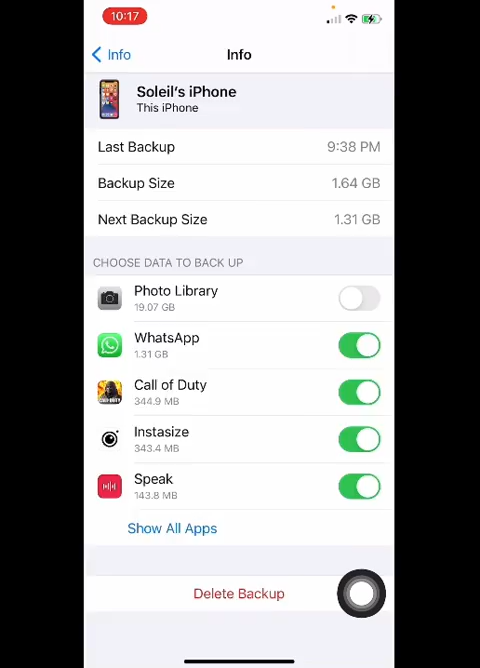 10:17
Info
Info
Soleil's iPhone
This iPhone
Last Backup 9:38 PM
Backup Size 1.64 GB
Next Backup Size 1.31 GB
CHOOSE DATA TO BACK UP
Photo Library
19.07 GB
WhatsApp
1.31 GB
Call of Duty
344.9 MB
Instasize
343.4 MB
Speak
143.8 MB
Show All Apps
Delete Backup